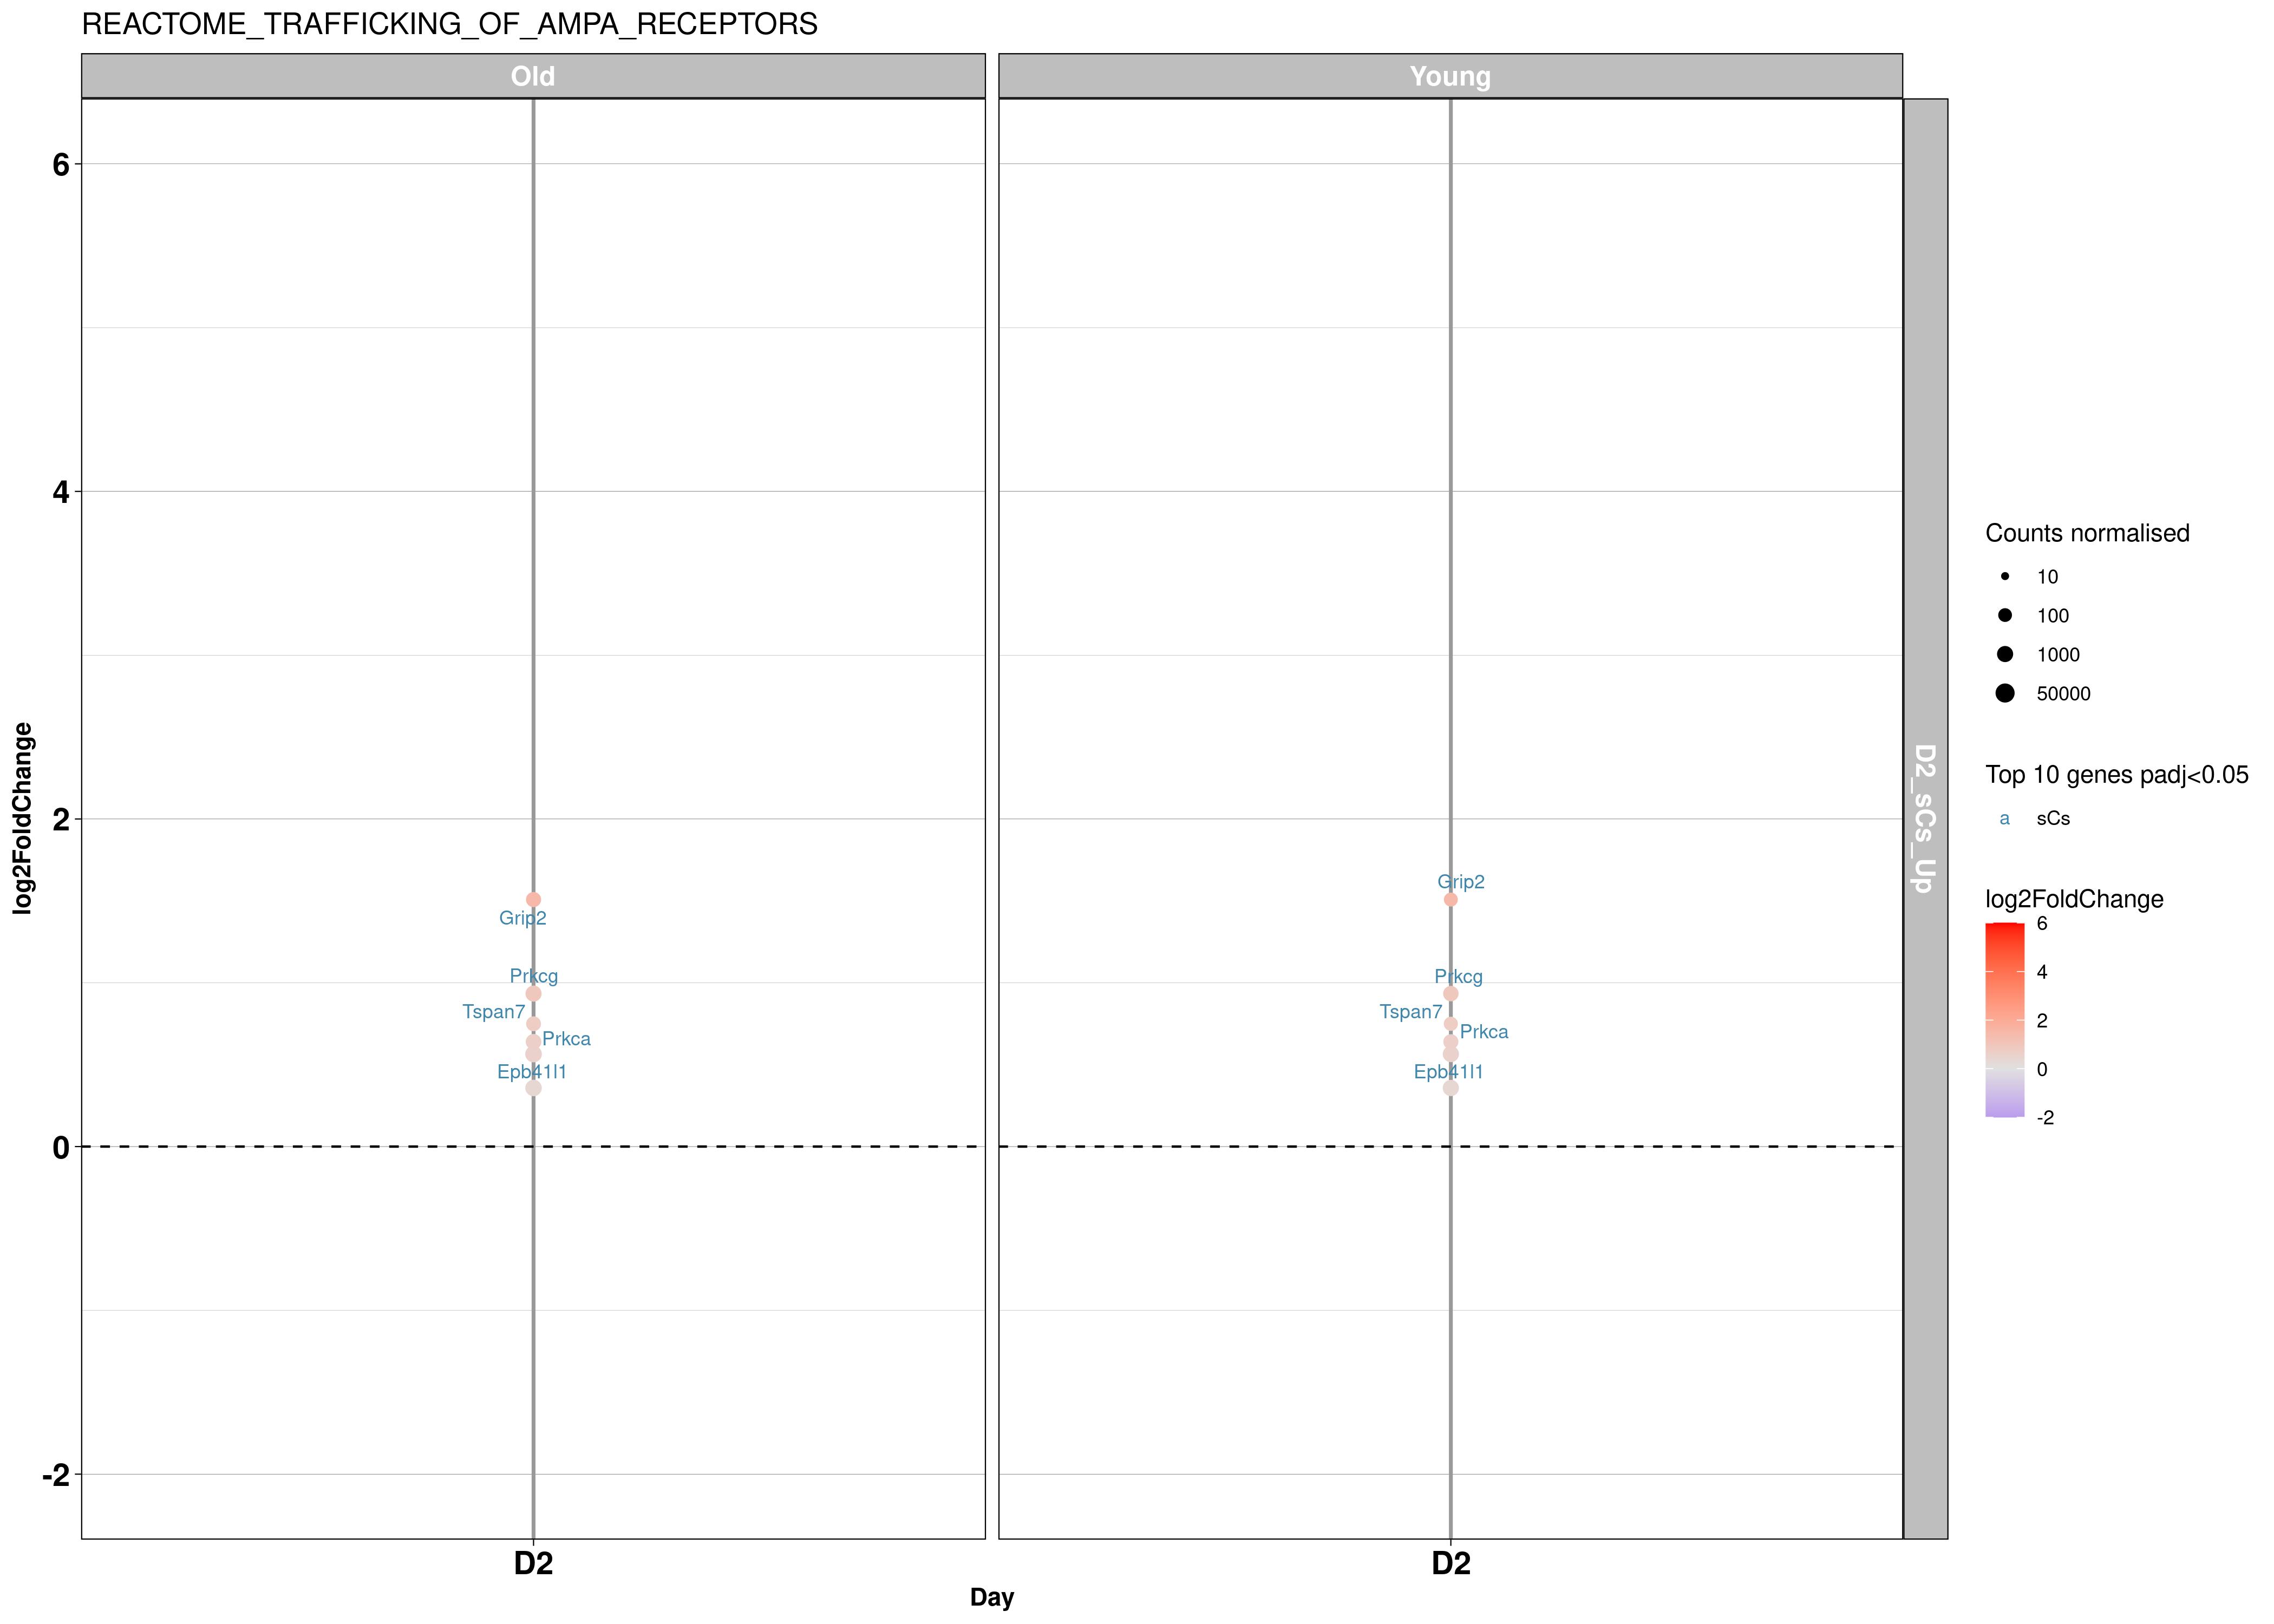 REACTOME_TRAFFICKING_OF_AMPA_RECEPTORS
Old
Young
6
4
2
0
-2
log2FoldChange
Grip2
Prkcg
Tspan7
Prkca
Epb41l1
Grip2
Prkcg
Tspan7
Prkca
Epb41l1
D2
D2
Day
D2_sCs_Up
Counts normalised
10
100
1000
50000
Top 10 genes padj<0.05
a sCs
log2FoldChange
6
4
2
0
-2